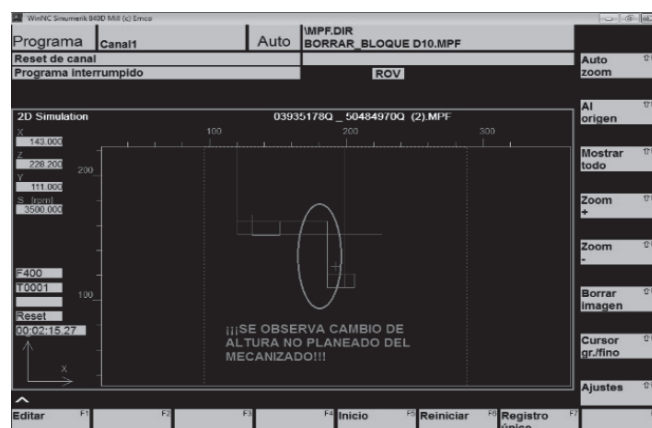 WinNC Sinumerik 840D Mill (c) Emco
Programa
Canal1
Auto
\MPF.DIR
BORRAR_BLOQUE D10.MPF
Reset de canal
Programa interrumpido
ROV
Auto
zoom
Al
origen
Mostrar
todo
Zoom
+
Zoom
-
Borrar
imagen
Cursor
gr./fino
Ajustes
2D Simulation
03935178Q _ 50484970Q (2).MPF
X
143.000
Z
228.200
Y
111.000
S [rpm]
3500.000
100
200
300
200
100
F400
T0001
Reset
00:02:15.27
X
¡¡¡SE OBSERVA CAMBIO DE
ALTURA NO PLANEADO DEL
MECANIZADO!!!
Editar F1
F2
F3
F4
Inicio F5
Reiniciar F6
Registro F7
único